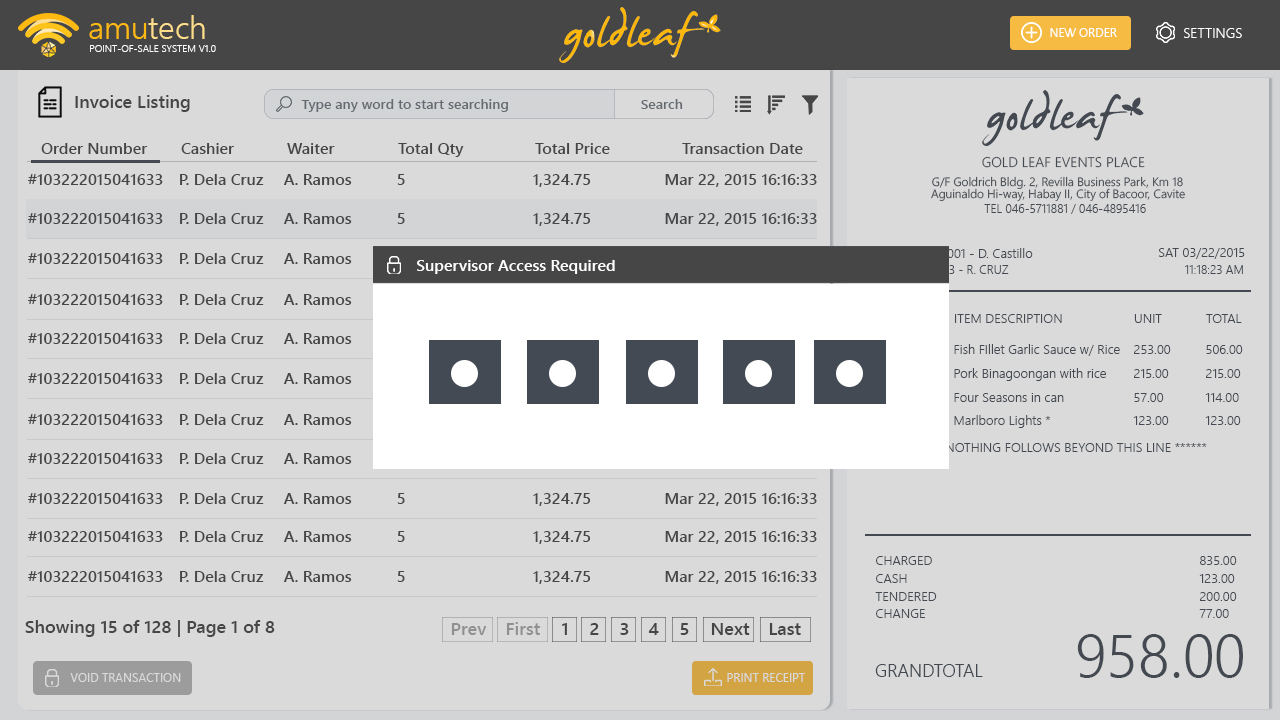 amutech
POINT-OF-SALE SYSTEM V1.0
goldleaf
NEW ORDER
SETTINGS
Invoice Listing
Type any word to start searching
Search
Order Number Cashier Waiter Total Qty Total Price Transaction Date
#103222015041633 P. Dela Cruz A. Ramos 5 1,324.75 Mar 22, 2015 16:16:33
#103222015041633 P. Dela Cruz A. Ramos 5 1,324.75 Mar 22, 2015 16:16:33
#103222015041633 P. Dela Cruz A. Ramos
#103222015041633 P. Dela Cruz A. Ramos
#103222015041633 P. Dela Cruz A. Ramos
#103222015041633 P. Dela Cruz A. Ramos
#103222015041633 P. Dela Cruz A. Ramos
#103222015041633 P. Dela Cruz A. Ramos
#103222015041633 P. Dela Cruz A. Ramos 5 1,324.75 Mar 22, 2015 16:16:33
#103222015041633 P. Dela Cruz A. Ramos 5 1,324.75 Mar 22, 2015 16:16:33
#103222015041633 P. Dela Cruz A. Ramos 5 1,324.75 Mar 22, 2015 16:16:33
Showing 15 of 128 | Page 1 of 8
Prev First 1 2 3 4 5 Next Last
VOID TRANSACTION
PRINT RECEIPT
Supervisor Access Required
goldleaf
GOLD LEAF EVENTS PLACE
G/F Goldrich Bldg. 2, Revilla Business Park, Km 18
Aguinaldo Hi-way, Habay II, City of Bacoor, Cavite
TEL 046-5711881 / 046-4895416
001 - D. Castillo SAT 03/22/2015
3 - R. CRUZ 11:18:23 AM
ITEM DESCRIPTION UNIT TOTAL
Fish FIllet Garlic Sauce w/ Rice 253.00 506.00
Pork Binagoongan with rice 215.00 215.00
Four Seasons in can 57.00 114.00
Marlboro Lights * 123.00 123.00
NOTHING FOLLOWS BEYOND THIS LINE ******
CHARGED 835.00
CASH 123.00
TENDERED 200.00
CHANGE 77.00
GRANDTOTAL 958.00